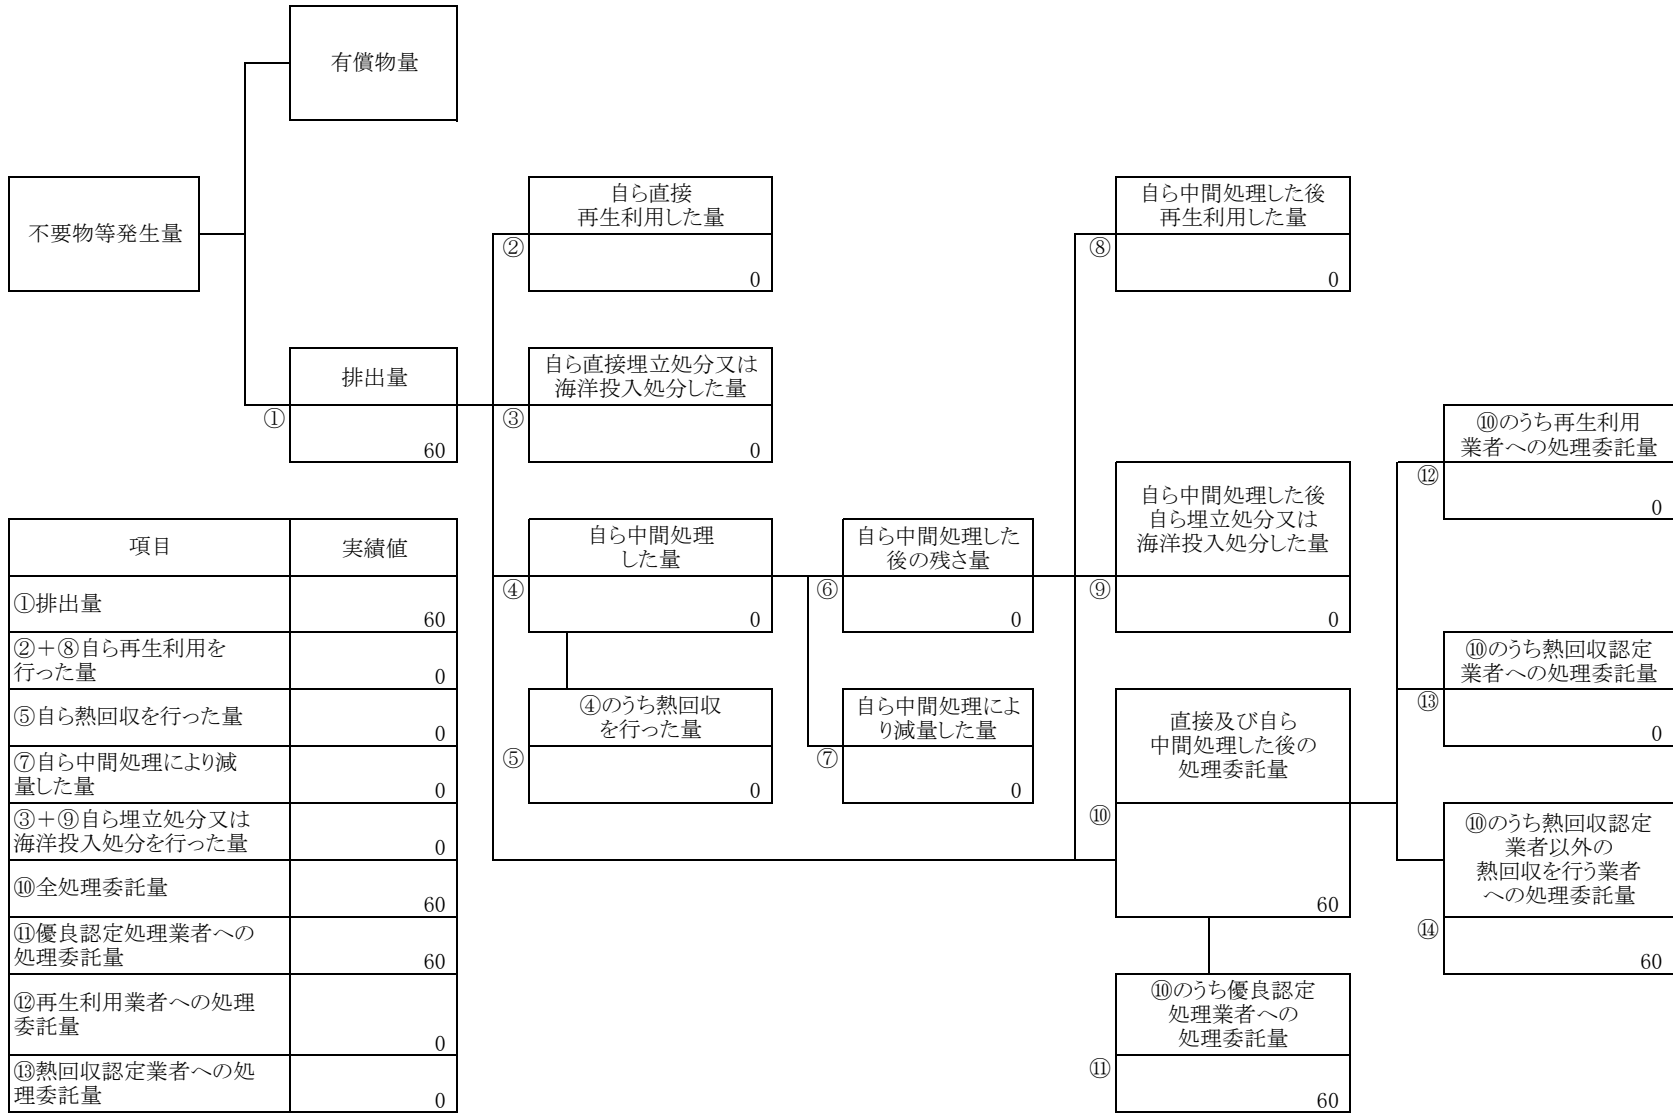 有償物量
不要物等発生量
自ら直接
再生利用した量
②
0
自ら中間処理した後
再生利用した量
⑧
0
排出量
①
60
自ら直接埋立処分又は
海洋投入処分した量
③
0
⑩のうち再生利用
業者への処理委託量
⑫
0
自ら中間処理
した量
④
0
自ら中間処理した
後の残さ量
⑥
0
自ら中間処理した後
自ら埋立処分又は
海洋投入処分した量
⑨
0
⑩のうち熱回収認定
業者への処理委託量
⑬
0
④のうち熱回収
を行った量
⑤
0
自ら中間処理によ
り減量した量
⑦
0
直接及び自ら
中間処理した後の
処理委託量
⑩
60
⑩のうち熱回収認定
業者以外の
熱回収を行う業者
への処理委託量
⑭
60
⑩のうち優良認定
処理業者への
処理委託量
⑪
60
項目 実績値
①排出量 60
②+⑧自ら再生利用を
行った量 0
⑤自ら熱回収を行った量 0
⑦自ら中間処理により減
量した量 0
③+⑨自ら埋立処分又は
海洋投入処分を行った量 0
⑩全処理委託量 60
⑪優良認定処理業者への
処理委託量 60
⑫再生利用業者への処理
委託量 0
⑬熱回収認定業者への処
理委託量 0